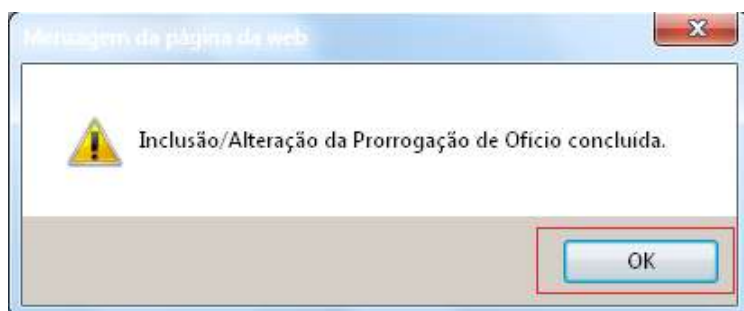 Mensagem da página da web
Inclusão/Alteração da Prorrogação de Ofício concluída.
OK